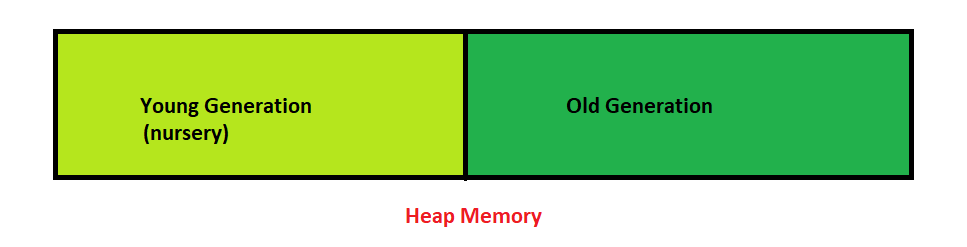 Young Generation
(nursery)
Old Generation
Heap Memory